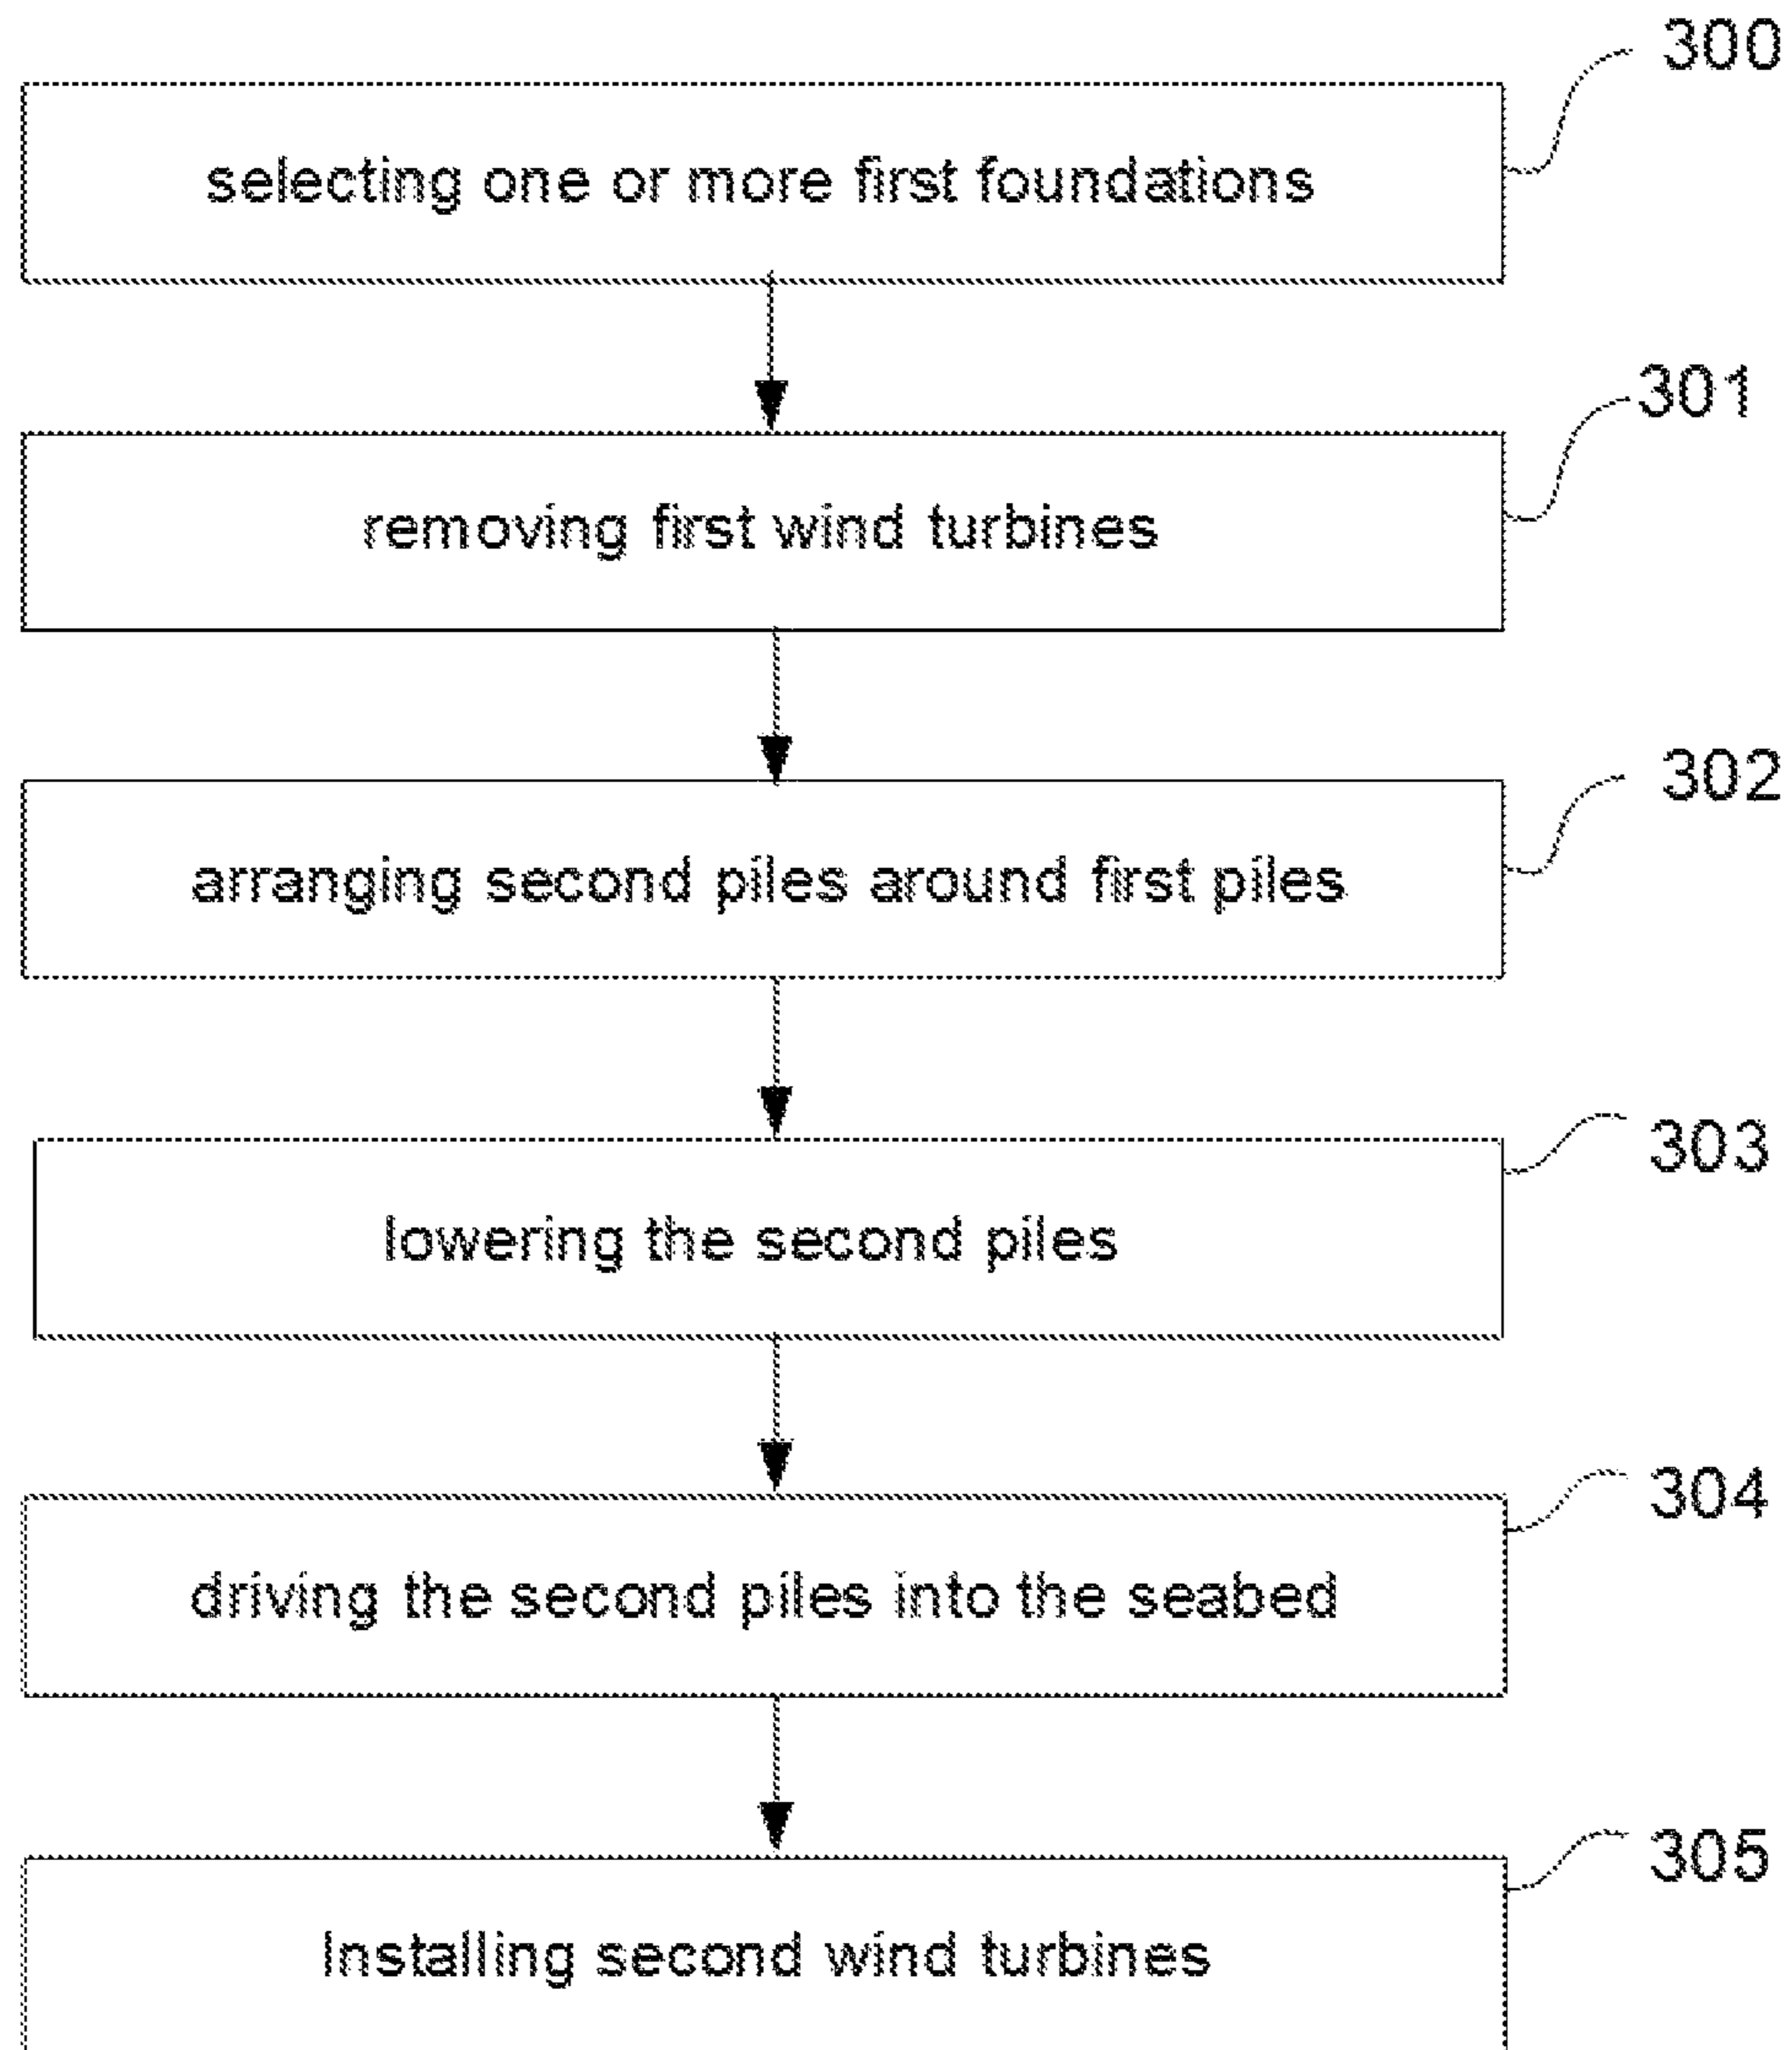 300
selecting one or more first foundations
301
removing first wind turbines
302
arranging second piles around first piles
303
lowering the second piles
304
driving the second piles into the seabed
305
Installing second wind turbines